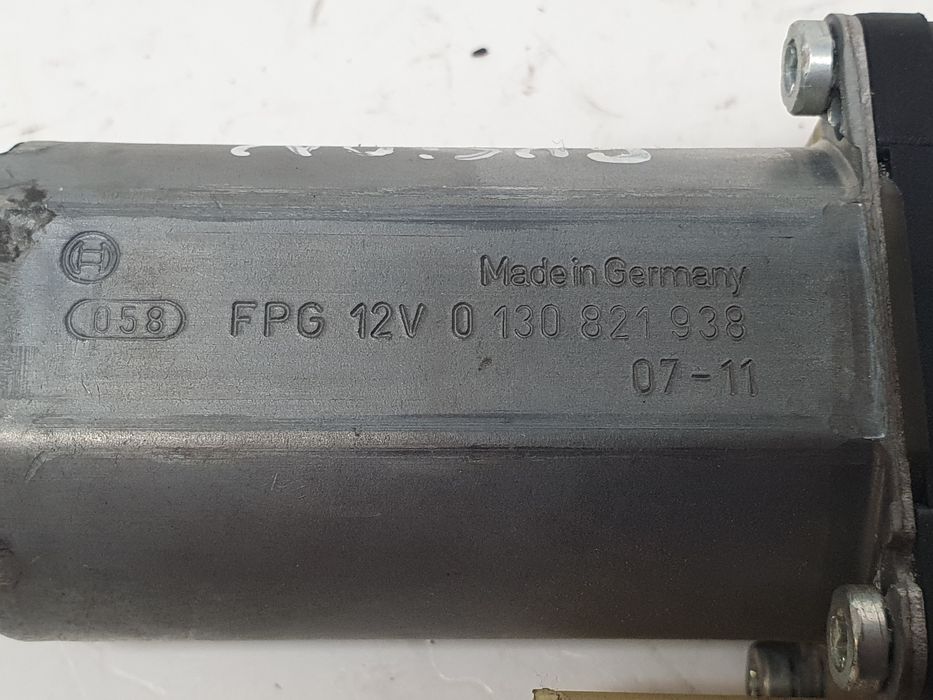 Made in Germany
058 FPG 12V 0 130 821 938
07-11